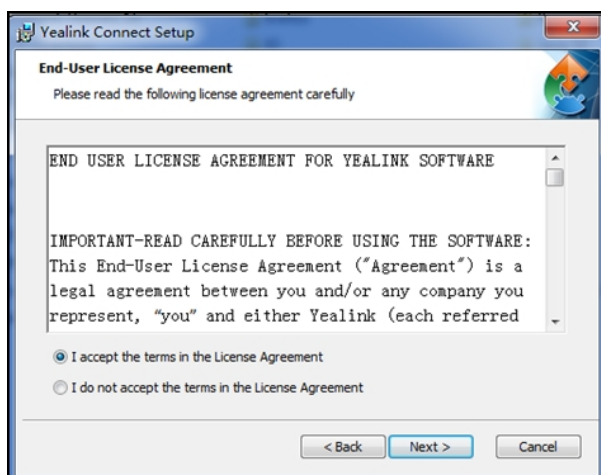 Yealink Connect Setup
End-User License Agreement
Please read the following license agreement carefully
END USER LICENSE AGREEMENT FOR YEALINK SOFTWARE
IMPORTANT-READ CAREFULLY BEFORE USING THE SOFTWARE:
This End-User License Agreement ("Agreement") is a
legal agreement between you and/or any company you
represent, "you" and either Yealink (each referred
I accept the terms in the License Agreement
I do not accept the terms in the License Agreement
< Back Next > Cancel